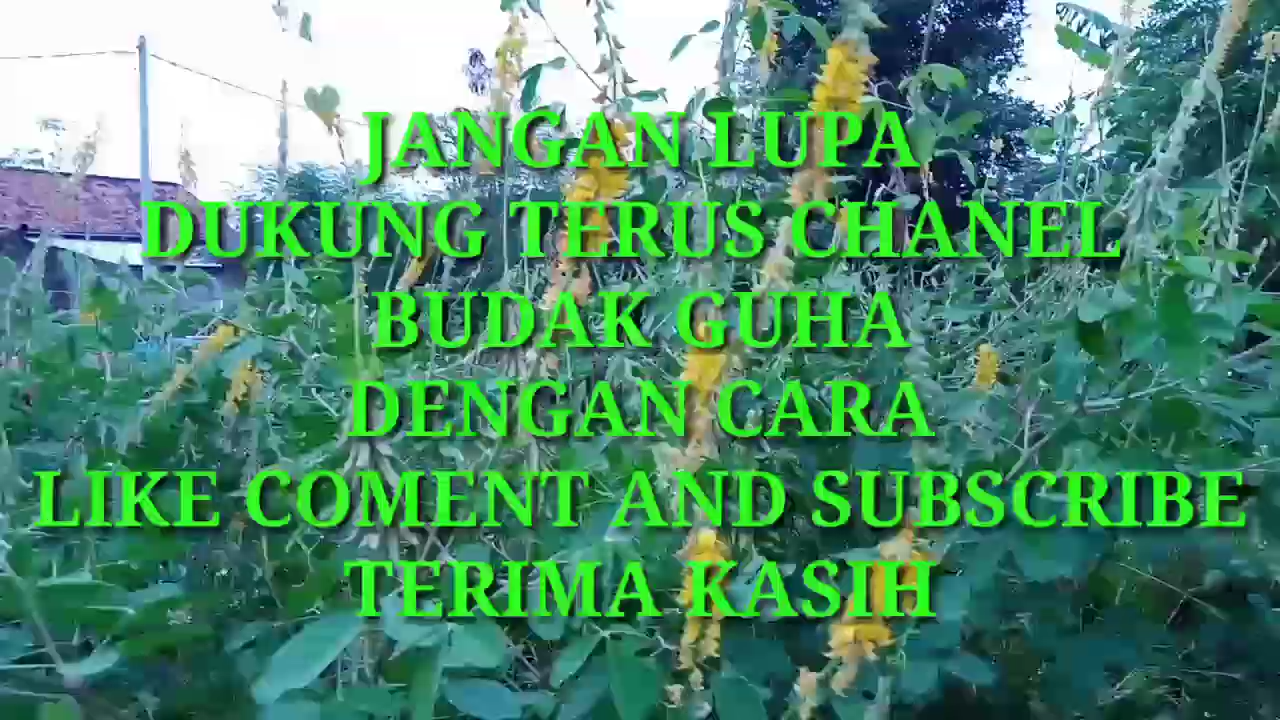 JANGAN LUPA
DUKUNG TERUS CHANEL
BUDAK GUHA
DENGAN CARA
LIKE COMENT AND SUBSCRIBE
TERIMA KASIH